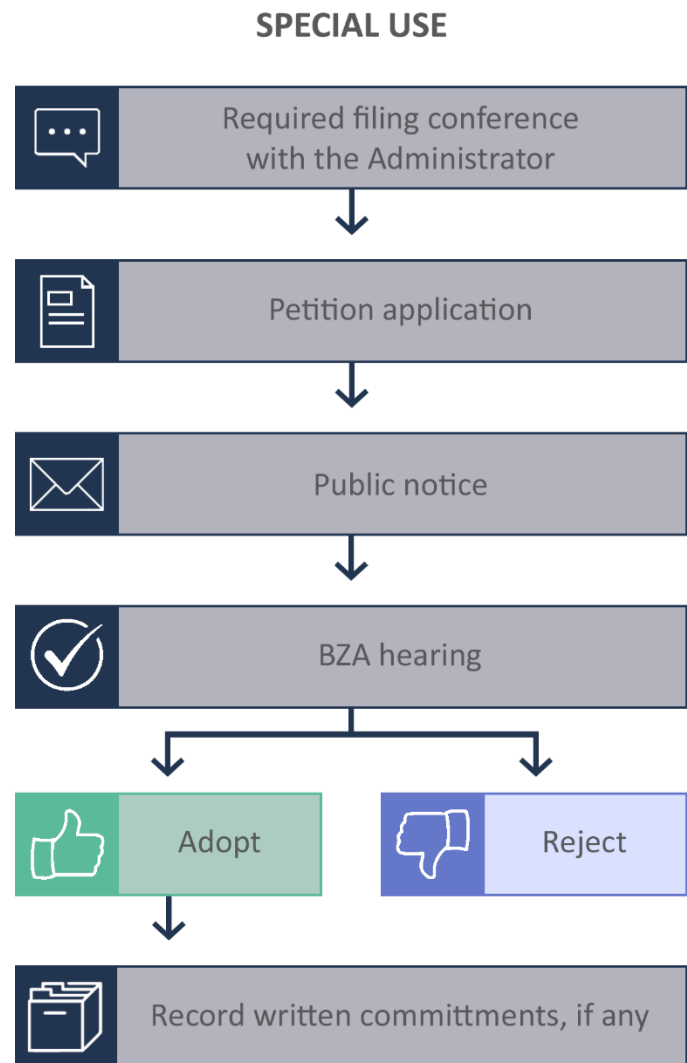 SPECIAL USE
Required filing conference
with the Administrator
Petition application
Public notice
BZA hearing
Adopt
Reject
Record written committments, if any